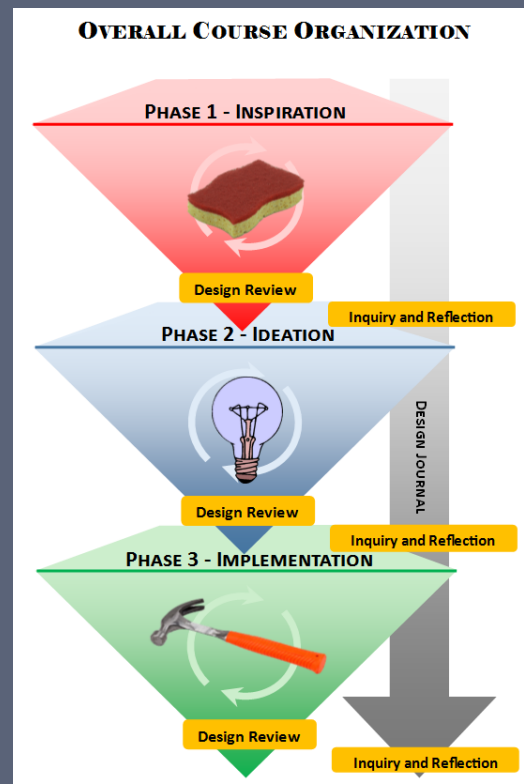 OVERALL COURSE ORGANIZATION
PHASE 1 - INSPIRATION
Design Review
Inquiry and Reflection
PHASE 2 - IDEATION
DESIGN JOURNAL
Design Review
Inquiry and Reflection
PHASE 3 - IMPLEMENTATION
Design Review
Inquiry and Reflection